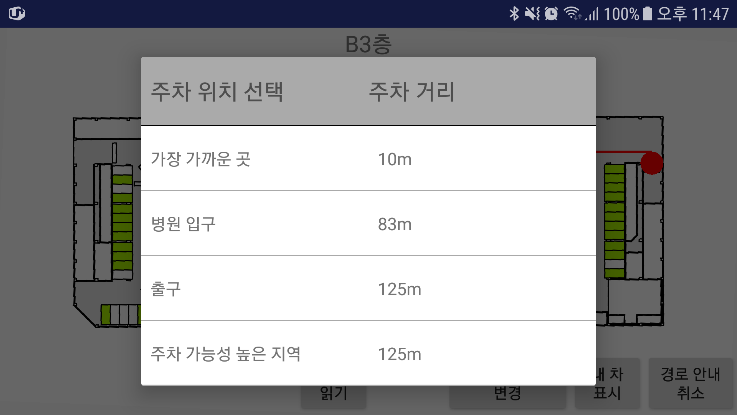 100% 오후 11:47
B3층
주차 위치 선택 주차 거리
가장 가까운 곳 10m
병원 입구 83m
출구 125m
주차 가능성 높은 지역 125m
읽기
변경
내 차
표시
경로 안내
취소